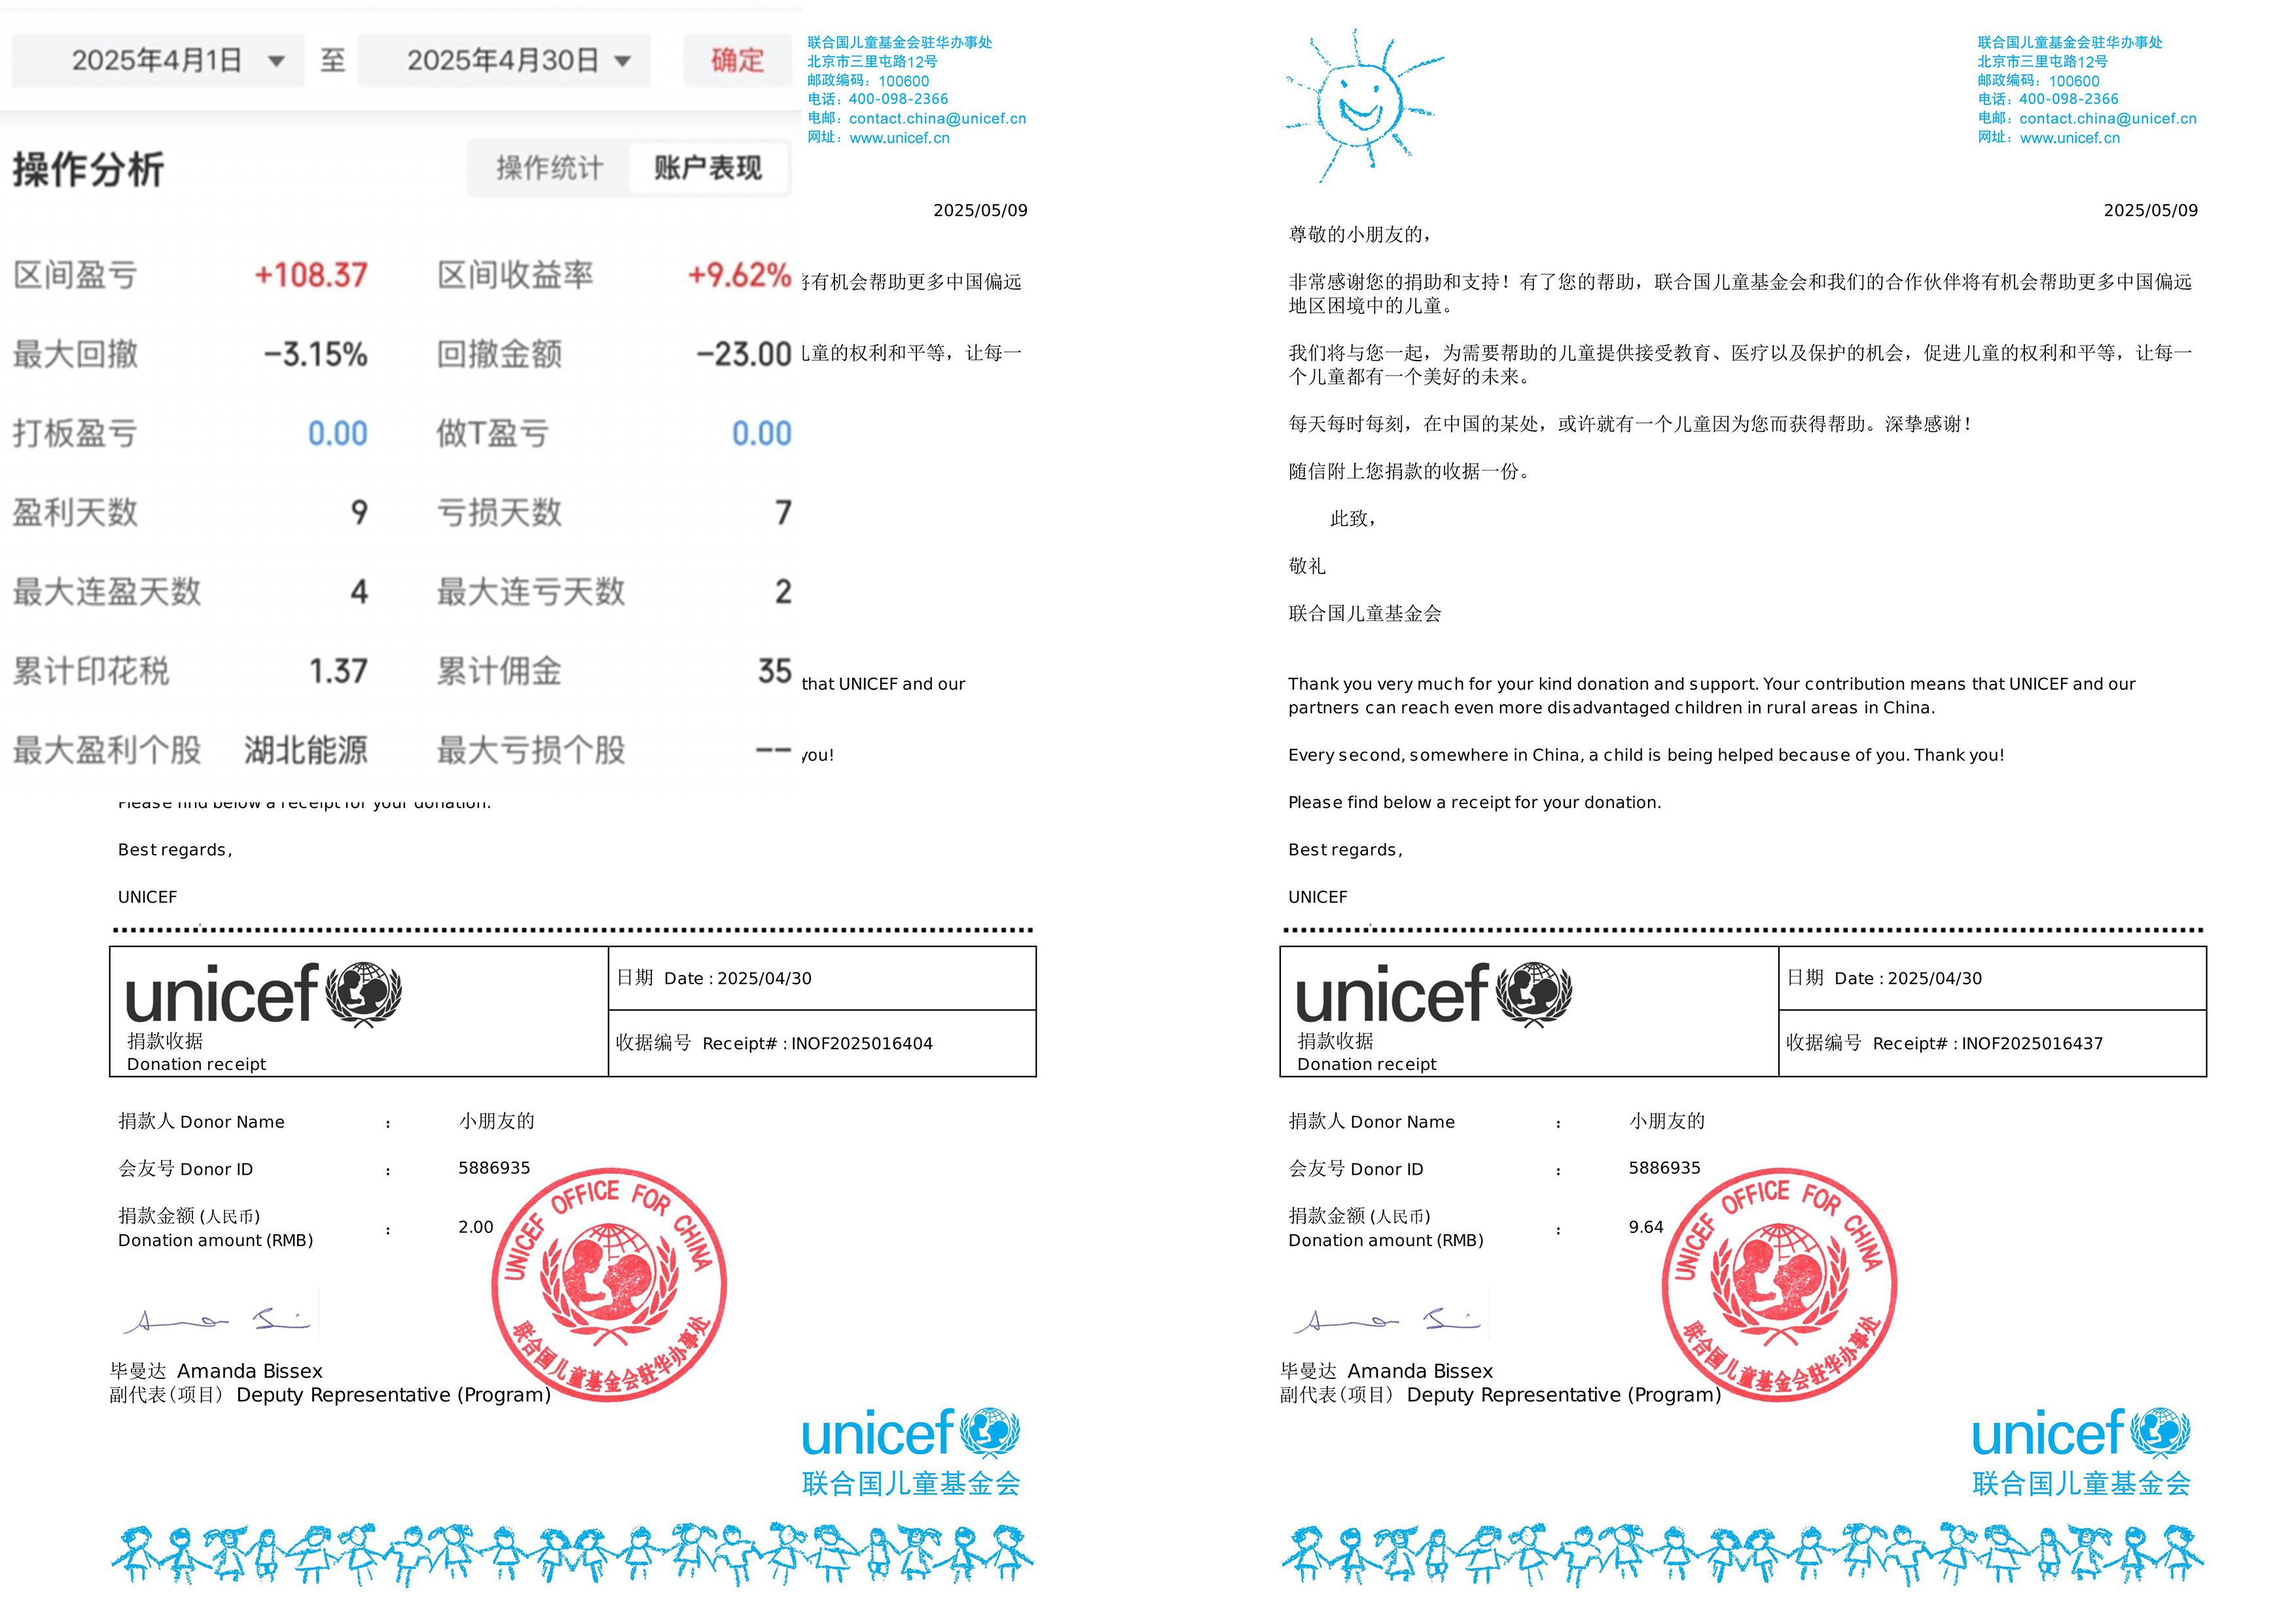 2025年4月1日 至 2025年4月30日 确定
操作分析 操作统计 账户表现
区间盈亏 +108.37 区间收益率 +9.62%
最大回撤 -3.15% 回撤金额 -23.00
打板盈亏 0.00 做T盈亏 0.00
盈利天数 9 亏损天数 7
最大连盈天数 4 最大连亏天数 2
累计印花税 1.37 累计佣金 35
最大盈利个股 湖北能源 最大亏损个股 --
联合国儿童基金会驻华办事处
北京市三里屯路12号
邮政编码：100600
电话：400-098-2366
电邮：contact.china@unicef.cn
网址：www.unicef.cn
2025/05/09
有机会帮助更多中国偏远
童的权利和平等，让每一
that UNICEF and our
you!
Please find below a receipt for your donation.
Best regards,
UNICEF
unicef
捐款收据
Donation receipt
日期 Date : 2025/04/30
收据编号 Receipt# : INOF2025016404
捐款人 Donor Name : 小朋友的
会友号 Donor ID : 5886935
捐款金额 (人民币)
Donation amount (RMB) : 2.00
UNICEF OFFICE FOR CHINA
联合国儿童基金会驻华办事处
毕曼达 Amanda Bissex
副代表（项目） Deputy Representative (Program)
unicef
联合国儿童基金会
联合国儿童基金会驻华办事处
北京市三里屯路12号
邮政编码：100600
电话：400-098-2366
电邮：contact.china@unicef.cn
网址：www.unicef.cn
2025/05/09
尊敬的小朋友的，
非常感谢您的捐助和支持！有了您的帮助，联合国儿童基金会和我们的合作伙伴将有机会帮助更多中国偏远
地区困境中的儿童。
我们将与您一起，为需要帮助的儿童提供接受教育、医疗以及保护的机会，促进儿童的权利和平等，让每一
个儿童都有一个美好的未来。
每天每时每刻，在中国的某处，或许就有一个儿童因为您而获得帮助。深挚感谢！
随信附上您捐款的收据一份。
此致，
敬礼
联合国儿童基金会
Thank you very much for your kind donation and support. Your contribution means that UNICEF and our
partners can reach even more disadvantaged children in rural areas in China.
Every second, somewhere in China, a child is being helped because of you. Thank you!
Please find below a receipt for your donation.
Best regards,
UNICEF
unicef
捐款收据
Donation receipt
日期 Date : 2025/04/30
收据编号 Receipt# : INOF2025016437
捐款人 Donor Name : 小朋友的
会友号 Donor ID : 5886935
捐款金额 (人民币)
Donation amount (RMB) : 9.64
UNICEF OFFICE FOR CHINA
联合国儿童基金会驻华办事处
毕曼达 Amanda Bissex
副代表（项目） Deputy Representative (Program)
unicef
联合国儿童基金会